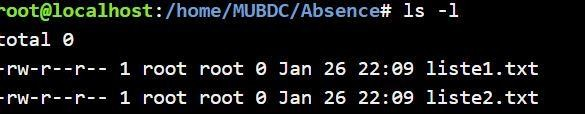 root@localhost:/home/MUBDC/Absence# ls -l
total 0
-rw-r--r-- 1 root root 0 Jan 26 22:09 liste1.txt
-rw-r--r-- 1 root root 0 Jan 26 22:09 liste2.txt